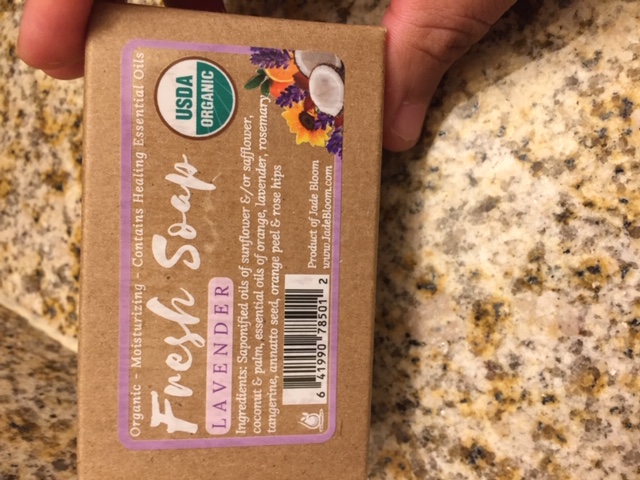 Organic - Moisturizing - Contains Healing Essential Oils
Fresh Soap
LAVENDER
USDA
ORGANIC
Ingredients: Saponified oils of sunflower &/or safflower,
coconut & palm, essential oils of orange, lavender, rosemary
tangerine, annatto seed, orange peel & rose hips
6 41990 78501 2
Product of Jade Bloom
www.JadeBloom.com